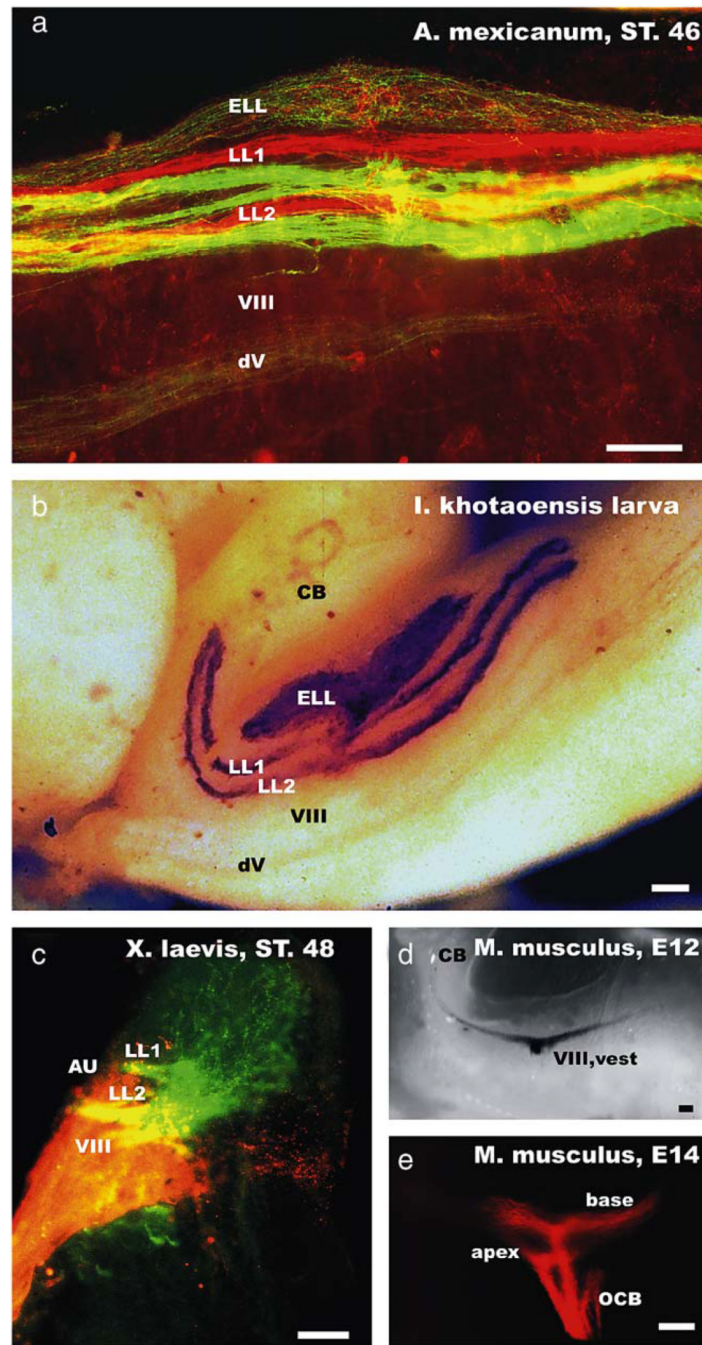 a
A. mexicanum, ST. 46
ELL
LL1
LL2
VIII
dV
b
I. khotaoensis larva
CB
ELL
LL1
LL2
VIII
dV
c
X. laevis, ST. 48
LL1
AU
LL2
VIII
d
M. musculus, E12
CB
VIII,vest
e
M. musculus, E14
base
apex
OCB